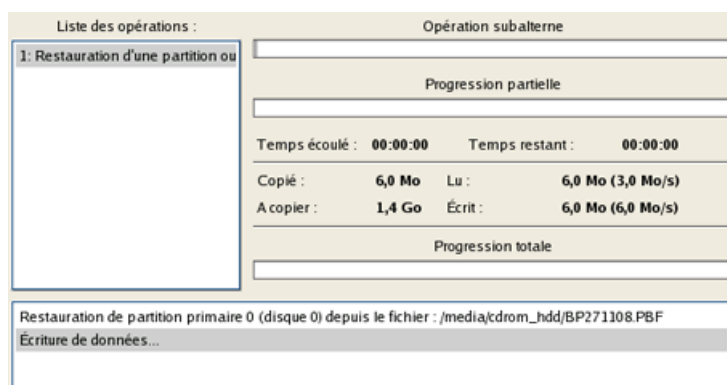 Liste des opérations :
1: Restauration d'une partition ou
Opération subalterne
Progression partielle
Temps écoulé : 00:00:00 Temps restant : 00:00:00
Copié : 6,0 Mo Lu : 6,0 Mo (3,0 Mo/s)
A copier : 1,4 Go Écrit : 6,0 Mo (6,0 Mo/s)
Progression totale
Restauration de partition primaire 0 (disque 0) depuis le fichier : /media/cdrom_hdd/BP271108.PBF
Écriture de données...